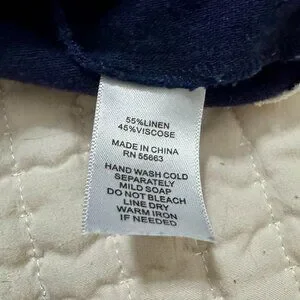 55%LINEN
45%VISCOSE
MADE IN CHINA
RN 55663
HAND WASH COLD
SEPARATELY
MILD SOAP
DO NOT BLEACH
LINE DRY
WARM IRON
IF NEEDED